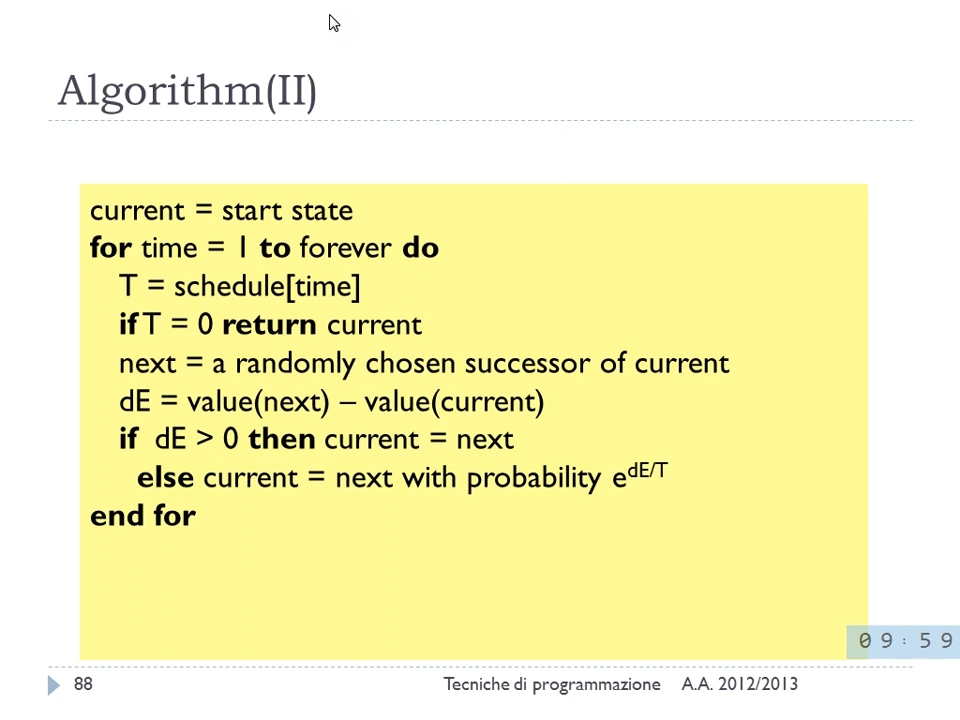 Algorithm(II)
current = start state
for time = 1 to forever do
T = schedule[time]
if T = 0 return current
next = a randomly chosen successor of current
dE = value(next) – value(current)
if dE > 0 then current = next
else current = next with probability e^dE/T
end for
09:59
88 Tecniche di programmazione A.A. 2012/2013